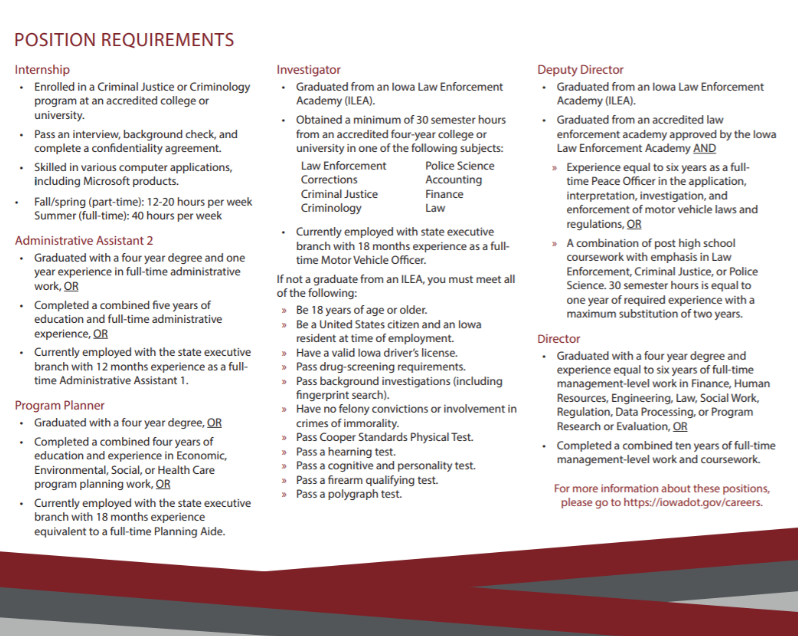 POSITION REQUIREMENTS
Internship
• Enrolled in a Criminal Justice or Criminology
program at an accredited college or
university.
• Pass an interview, background check, and
complete a confidentiality agreement.
• Skilled in various computer applications,
including Microsoft products.
• Fall/spring (part-time): 12-20 hours per week
Summer (full-time): 40 hours per week
Administrative Assistant 2
• Graduated with a four year degree and one
year experience in full-time administrative
work, OR
• Completed a combined five years of
education and full-time administrative
experience, OR
• Currently employed with the state executive
branch with 12 months experience as a full-
time Administrative Assistant 1.
Program Planner
• Graduated with a four year degree, OR
• Completed a combined four years of
education and experience in Economic,
Environmental, Social, or Health Care
program planning work, OR
• Currently employed with the state executive
branch with 18 months experience
equivalent to a full-time Planning Aide.
Investigator
• Graduated from an Iowa Law Enforcement
Academy (ILEA).
• Obtained a minimum of 30 semester hours
from an accredited four-year college or
university in one of the following subjects:
Law Enforcement Police Science
Corrections Accounting
Criminal Justice Finance
Criminology Law
• Currently employed with state executive
branch with 18 months experience as a full-
time Motor Vehicle Officer.
If not a graduate from an ILEA, you must meet all
of the following:
» Be 18 years of age or older.
» Be a United States citizen and an Iowa
resident at time of employment.
» Have a valid Iowa driver's license.
» Pass drug-screening requirements.
» Pass background investigations (including
fingerprint search).
» Have no felony convictions or involvement in
crimes of immorality.
» Pass Cooper Standards Physical Test.
» Pass a hearning test.
» Pass a cognitive and personality test.
» Pass a firearm qualifying test.
» Pass a polygraph test.
Deputy Director
• Graduated from an Iowa Law Enforcement
Academy (ILEA).
• Graduated from an accredited law
enforcement academy approved by the Iowa
Law Enforcement Academy AND
» Experience equal to six years as a full-
time Peace Officer in the application,
interpretation, investigation, and
enforcement of motor vehicle laws and
regulations, OR
» A combination of post high school
coursework with emphasis in Law
Enforcement, Criminal Justice, or Police
Science. 30 semester hours is equal to
one year of required experience with a
maximum substitution of two years.
Director
• Graduated with a four year degree and
experience equal to six years of full-time
management-level work in Finance, Human
Resources, Engineering, Law, Social Work,
Regulation, Data Processing, or Program
Research or Evaluation, OR
• Completed a combined ten years of full-time
management-level work and coursework.
For more information about these positions,
please go to https://iowadot.gov/careers.